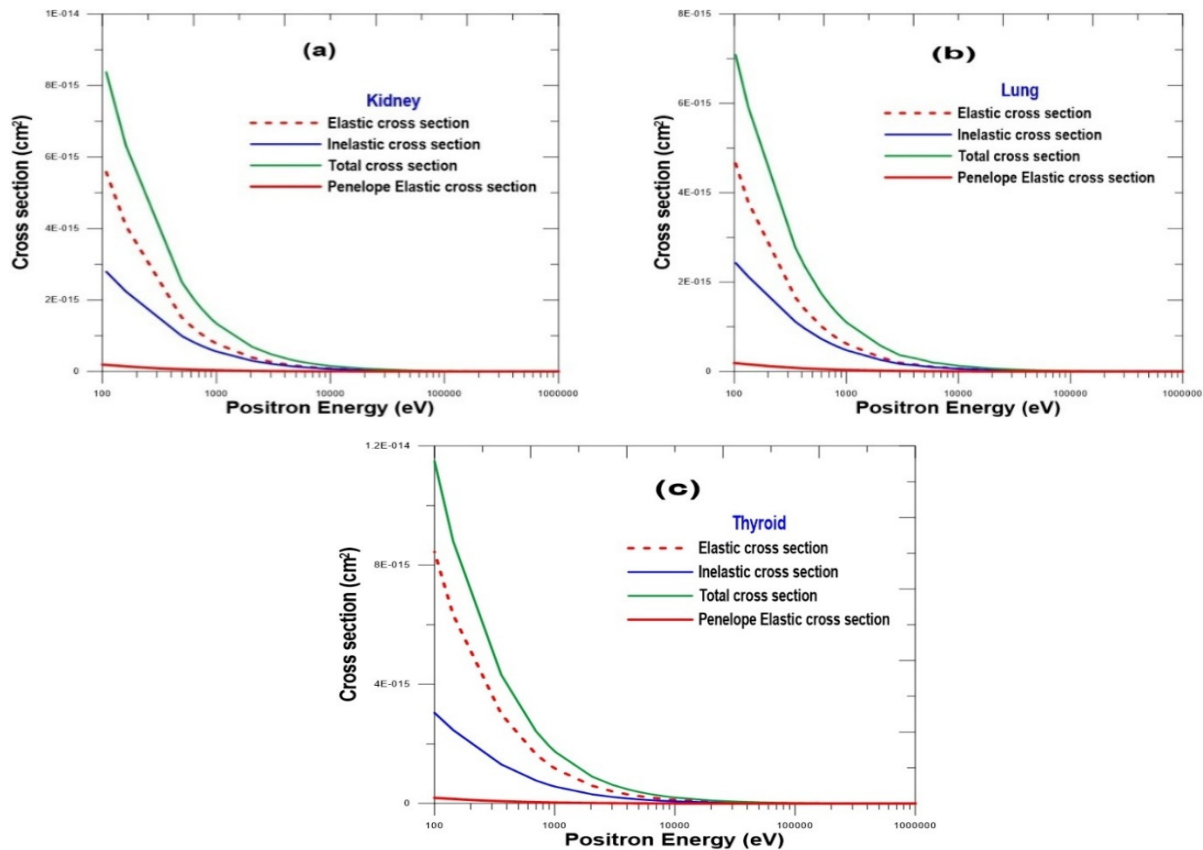 1E-014
(a)
8E-015
Kidney
Elastic cross section
Inelastic cross section
Total cross section
Penelope Elastic cross section
6E-015
4E-015
2E-015
0
Cross section (cm²)
100 1000 10000 100000 1000000
Positron Energy (eV)
8E-015
(b)
Lung
Elastic cross section
Inelastic cross section
Total cross section
Penelope Elastic cross section
6E-015
4E-015
2E-015
0
Cross section (cm²)
100 1000 10000 100000 1000000
Positron Energy (eV)
1.2E-014
(c)
Thyroid
Elastic cross section
Inelastic cross section
Total cross section
Penelope Elastic cross section
8E-015
4E-015
0
Cross section (cm²)
100 1000 10000 100000 1000000
Positron Energy (eV)